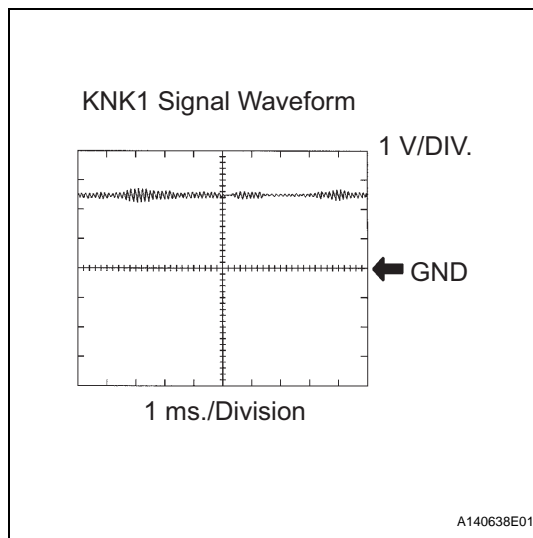 KNK1 Signal Waveform
1 V/DIV.
GND
1 ms./Division
A140638E01